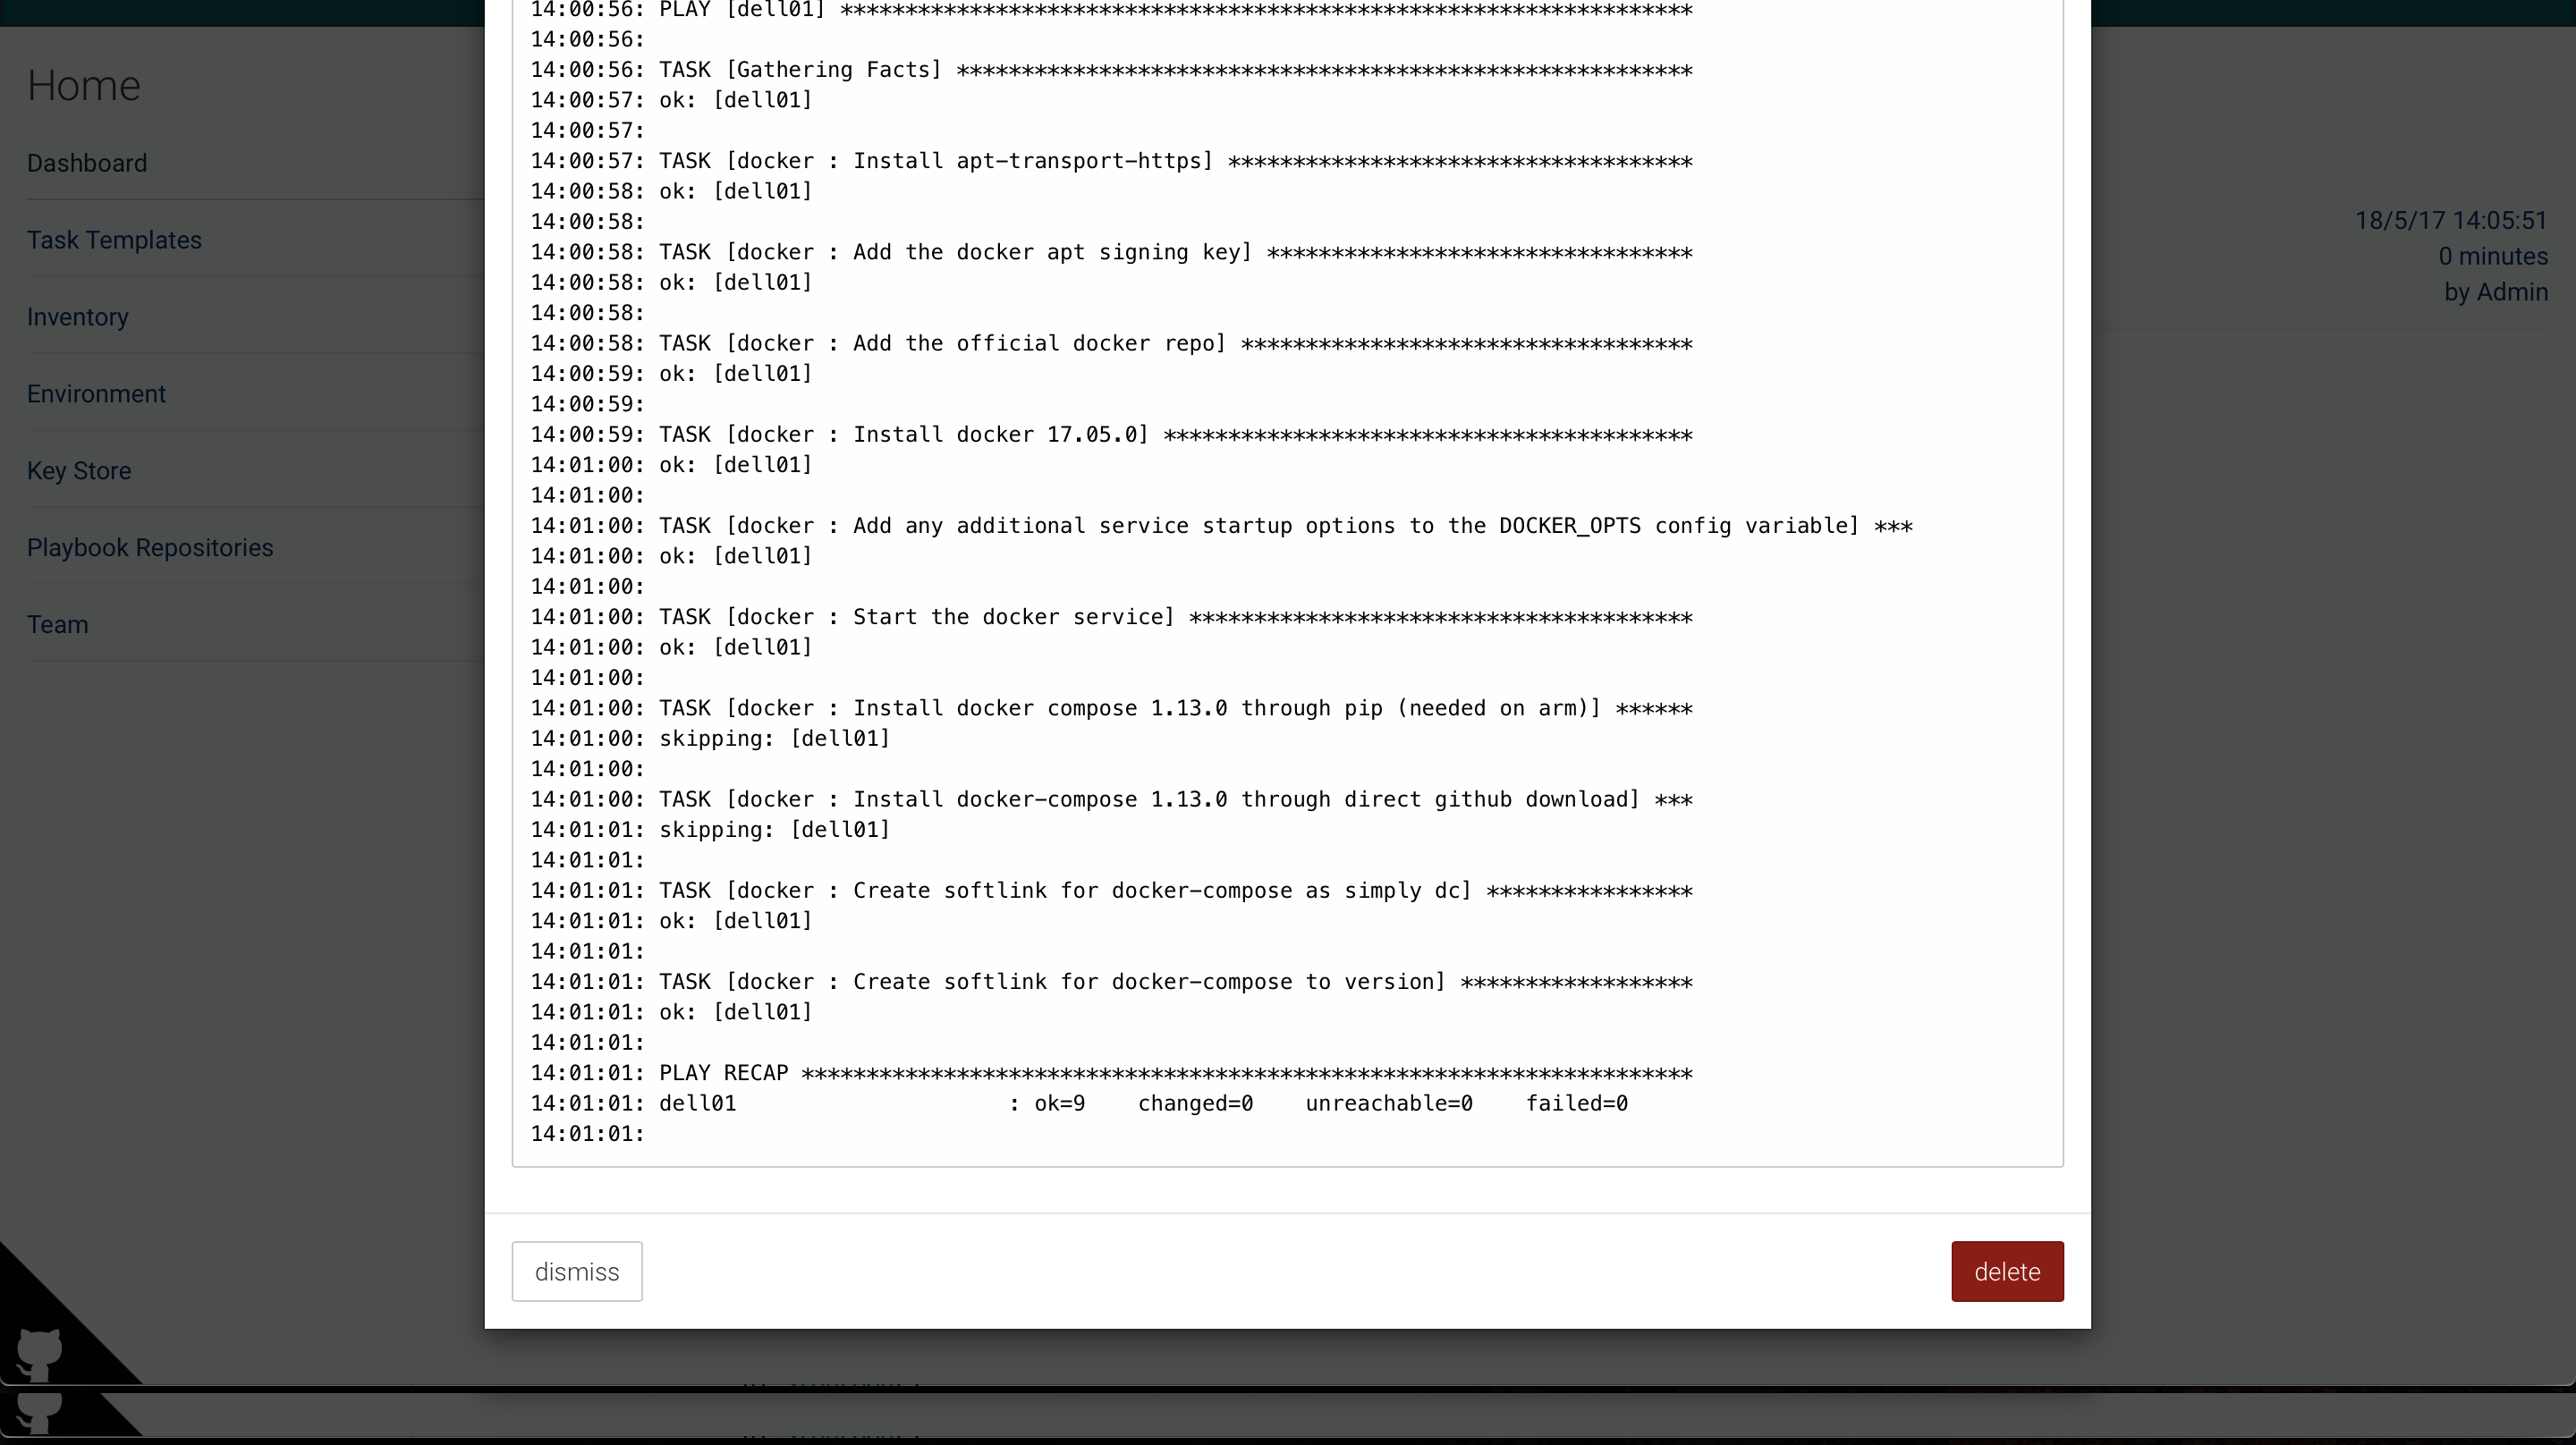 Home
Dashboard
Task Templates
Inventory
Environment
Key Store
Playbook Repositories
Team
14:00:56: PLAY [dell01] ******************************************************************
14:00:56:
14:00:56: TASK [Gathering Facts] *********************************************************
14:00:57: ok: [dell01]
14:00:57:
14:00:57: TASK [docker : Install apt-transport-https] ************************************
14:00:58: ok: [dell01]
14:00:58:
14:00:58: TASK [docker : Add the docker apt signing key] *********************************
14:00:58: ok: [dell01]
14:00:58:
14:00:58: TASK [docker : Add the official docker repo] ***********************************
14:00:59: ok: [dell01]
14:00:59:
14:00:59: TASK [docker : Install docker 17.05.0] *****************************************
14:01:00: ok: [dell01]
14:01:00:
14:01:00: TASK [docker : Add any additional service startup options to the DOCKER_OPTS config variable] ***
14:01:00: ok: [dell01]
14:01:00:
14:01:00: TASK [docker : Start the docker service] ***************************************
14:01:00: ok: [dell01]
14:01:00:
14:01:00: TASK [docker : Install docker compose 1.13.0 through pip (needed on arm)] ******
14:01:00: skipping: [dell01]
14:01:00:
14:01:00: TASK [docker : Install docker-compose 1.13.0 through direct github download] ***
14:01:01: skipping: [dell01]
14:01:01:
14:01:01: TASK [docker : Create softlink for docker-compose as simply dc] ****************
14:01:01: ok: [dell01]
14:01:01:
14:01:01: TASK [docker : Create softlink for docker-compose to version] ******************
14:01:01: ok: [dell01]
14:01:01:
14:01:01: PLAY RECAP *********************************************************************
14:01:01: dell01                     : ok=9    changed=0    unreachable=0    failed=0
14:01:01:
dismiss
delete
18/5/17 14:05:51
0 minutes
by Admin